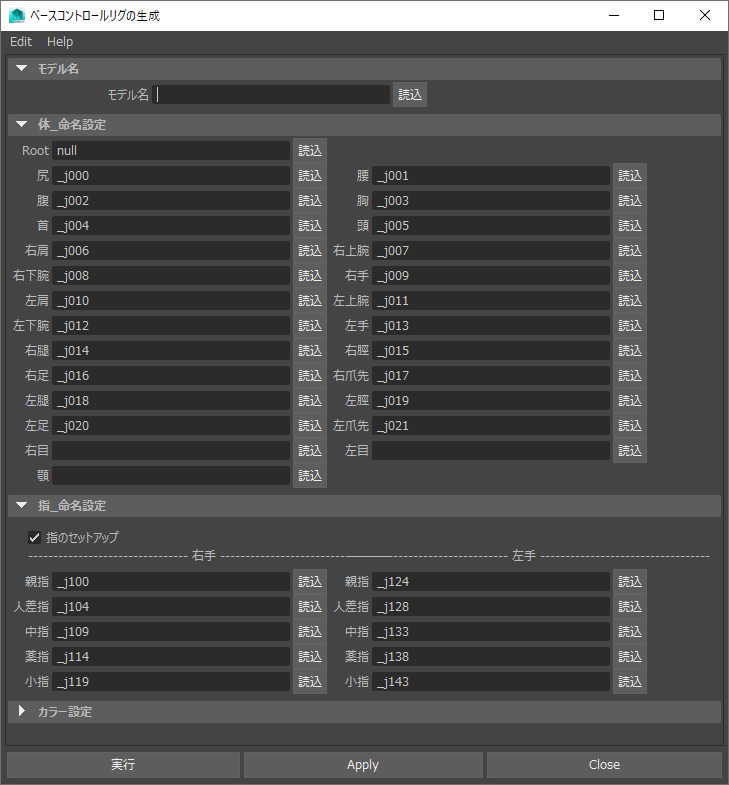 ベースコントロールリグの生成
Edit Help
モデル名
モデル名 読込
体_命名設定
Root null 読込
尻 _j000 読込 腰 _j001 読込
腹 _j002 読込 胸 _j003 読込
首 _j004 読込 頭 _j005 読込
右肩 _j006 読込 右上腕 _j007 読込
右下腕 _j008 読込 右手 _j009 読込
左肩 _j010 読込 左上腕 _j011 読込
左下腕 _j012 読込 左手 _j013 読込
右腿 _j014 読込 右脛 _j015 読込
右足 _j016 読込 右爪先 _j017 読込
左腿 _j018 読込 左脛 _j019 読込
左足 _j020 読込 左爪先 _j021 読込
右目 読込 左目 読込
顎 読込
指_命名設定
指のセットアップ
-------------------------------- 右手 -------------------------------------------------------- 左手 ----------------------------------
親指 _j100 読込 親指 _j124 読込
人差指 _j104 読込 人差指 _j128 読込
中指 _j109 読込 中指 _j133 読込
薬指 _j114 読込 薬指 _j138 読込
小指 _j119 読込 小指 _j143 読込
カラー設定
実行 Apply Close